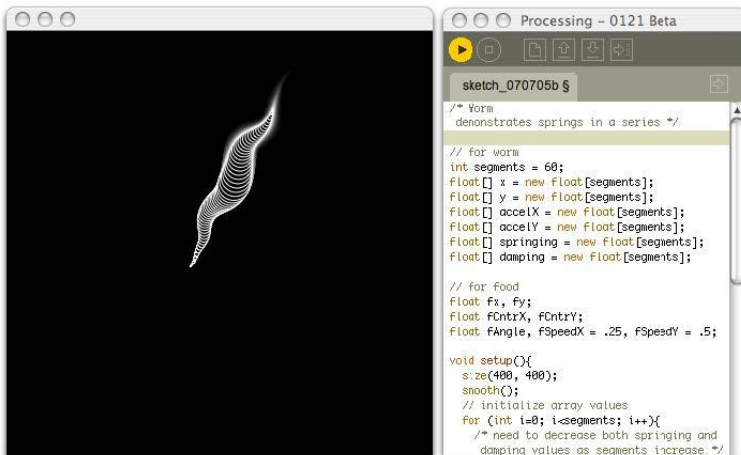 Processing - 0121 Beta
sketch_070705b §
/* Worm
demonstrates springs in a series */
// for worm
int segments = 60;
float[] x = new float[segments];
float[] y = new float[segments];
float[] accelX = new float[segments];
float[] accelY = new float[segments];
float[] springing = new float[segments];
float[] damping = new float[segments];
// for food
float fx, fy;
float fCntrX, fCntrY;
float fAngle, fSpeedX = .25, fSpeedY = .5;
void setup(){
size(400, 400);
smooth();
// initialize array values
for (int i=0; i<segments; i++){
/* need to decrease both springing and
damping values as segments increase */